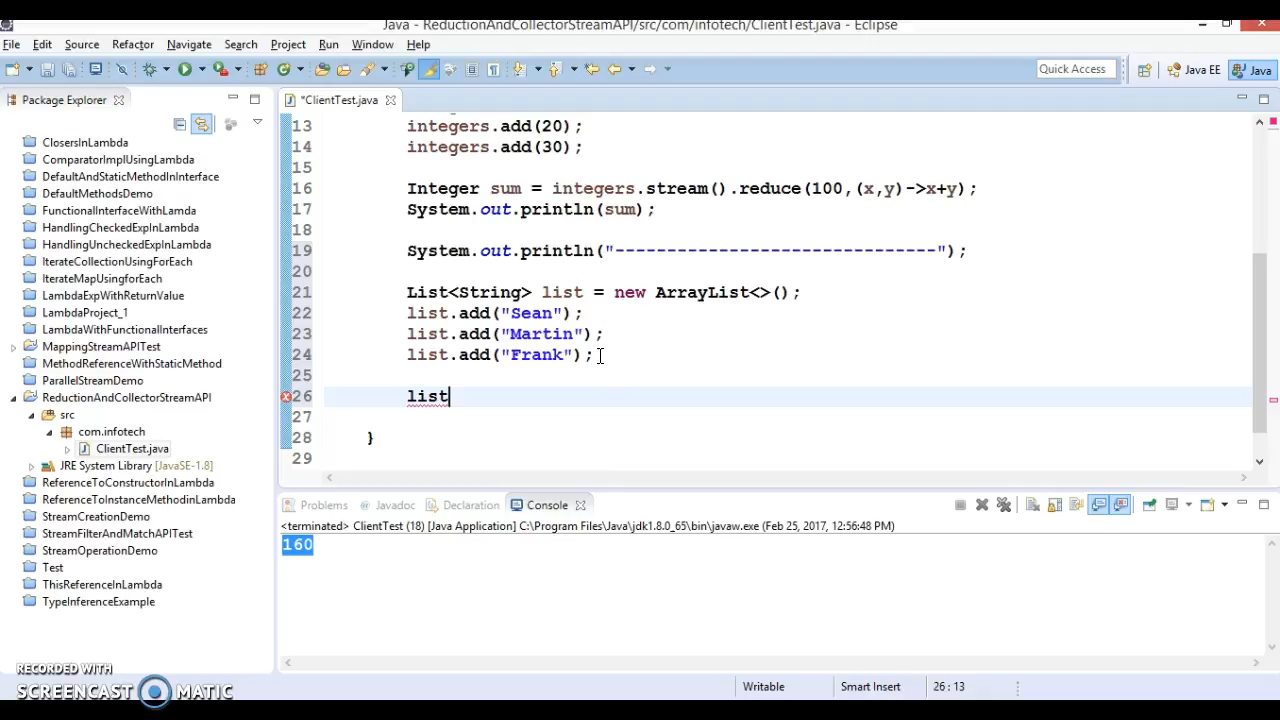 Java - ReductionAndCollectorStreamAPI/src/com/infotech/ClientTest.java - Eclipse
File Edit Source Refactor Navigate Search Project Run Window Help
Quick Access Java EE Java
Package Explorer
*ClientTest.java
ClosersInLambda
ComparatorImplUsingLambda
DefaultAndStaticMethodInInterface
DefaultMethodsDemo
FunctionalInterfaceWithLamda
HandlingCheckedExpInLambda
HandlingUncheckedExpInLambda
IterateCollectionUsingForEach
IterateMapUsingforEach
LambdaExpWithReturnValue
LambdaProject_1
LambdaWithFunctionalInterfaces
MappingStreamAPITest
MethodReferenceWithStaticMethod
ParallelStreamDemo
ReductionAndCollectorStreamAPI
src
com.infotech
ClientTest.java
JRE System Library [JavaSE-1.8]
ReferenceToConstructorInLambda
ReferenceToInstanceMethodinLambda
StreamCreationDemo
StreamFilterAndMatchAPITest
StreamOperationDemo
Test
ThisReferenceInLambda
TypeInferenceExample
13 integers.add(20);
14 integers.add(30);
15
16 Integer sum = integers.stream().reduce(100,(x,y)->x+y);
17 System.out.println(sum);
18
19 System.out.println("-------------------------------");
20
21 List<String> list = new ArrayList<>();
22 list.add("Sean");
23 list.add("Martin");
24 list.add("Frank");
25
26 list
27
28 }
29
Problems Javadoc Declaration Console
<terminated> ClientTest (18) [Java Application] C:\Program Files\Java\jdk1.8.0_65\bin\javaw.exe (Feb 25, 2017, 12:56:48 PM)
160
Writable Smart Insert 26 : 13
RECORDED WITH
SCREENCAST MATIC